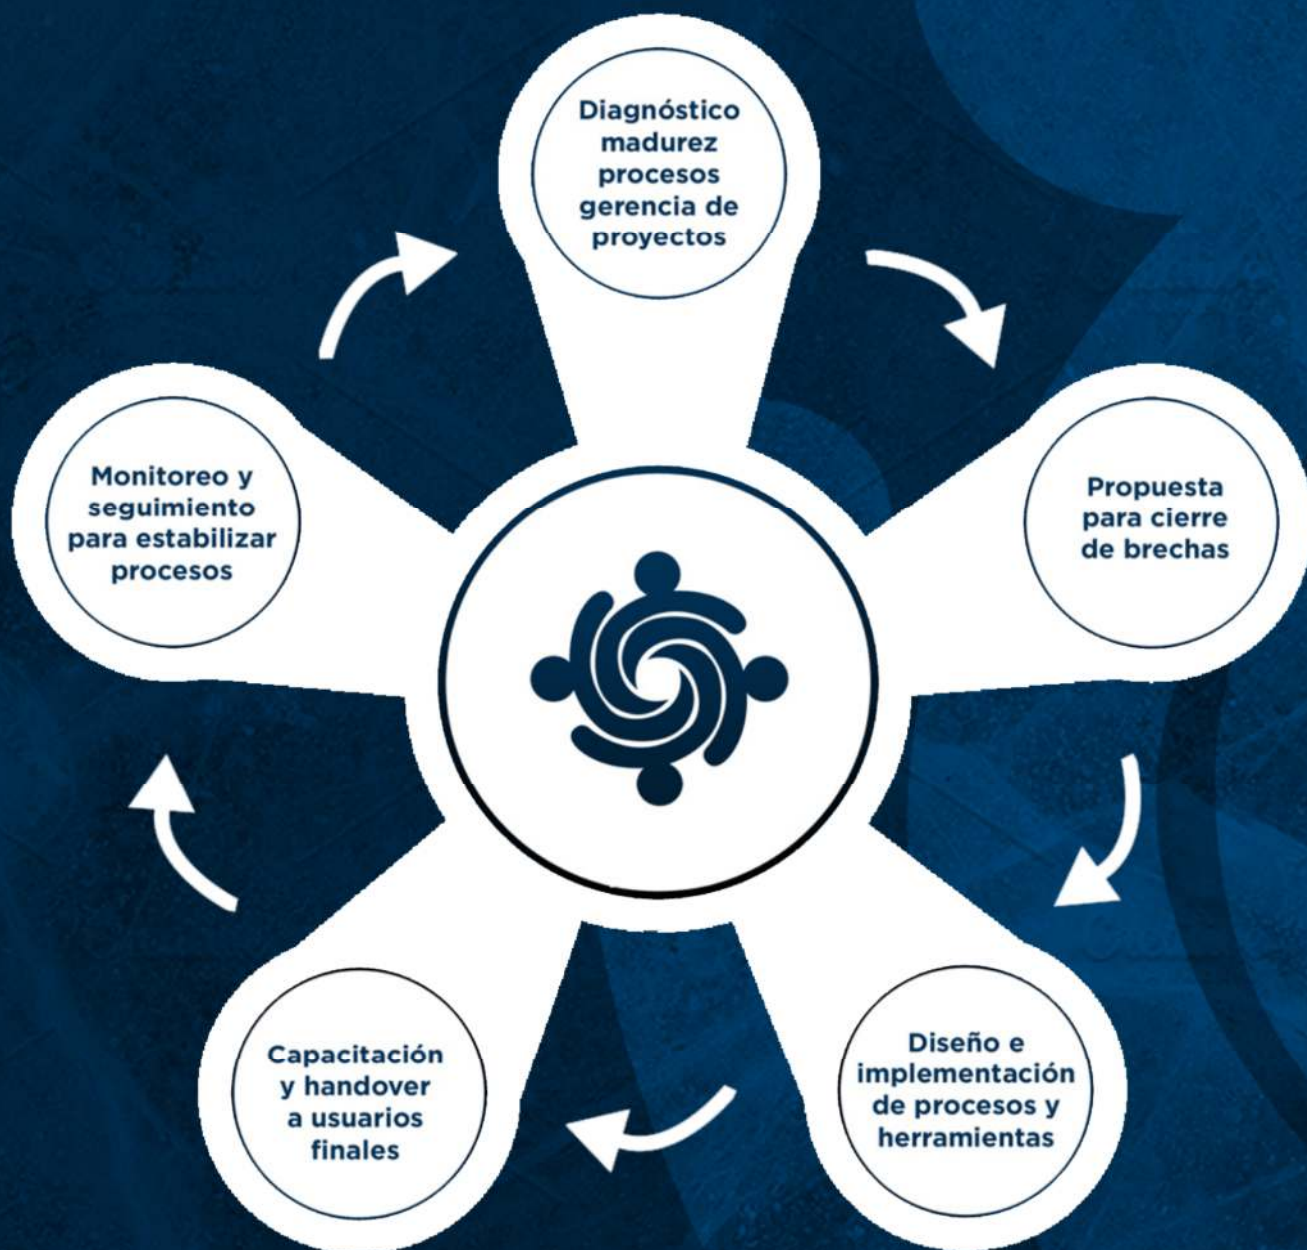 Diagnóstico
madurez
procesos
gerencia de
proyectos
Propuesta
para cierre
de brechas
Diseño e
implementación
de procesos y
herramientas
Capacitación
y handover
a usuarios
finales
Monitoreo y
seguimiento
para estabilizar
procesos